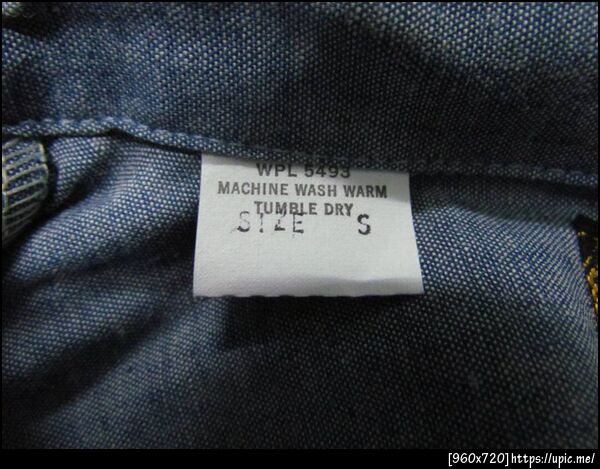 WPL 5493
MACHINE WASH WARM
TUMBLE DRY
SIZE S
[960x720]https://upic.me/